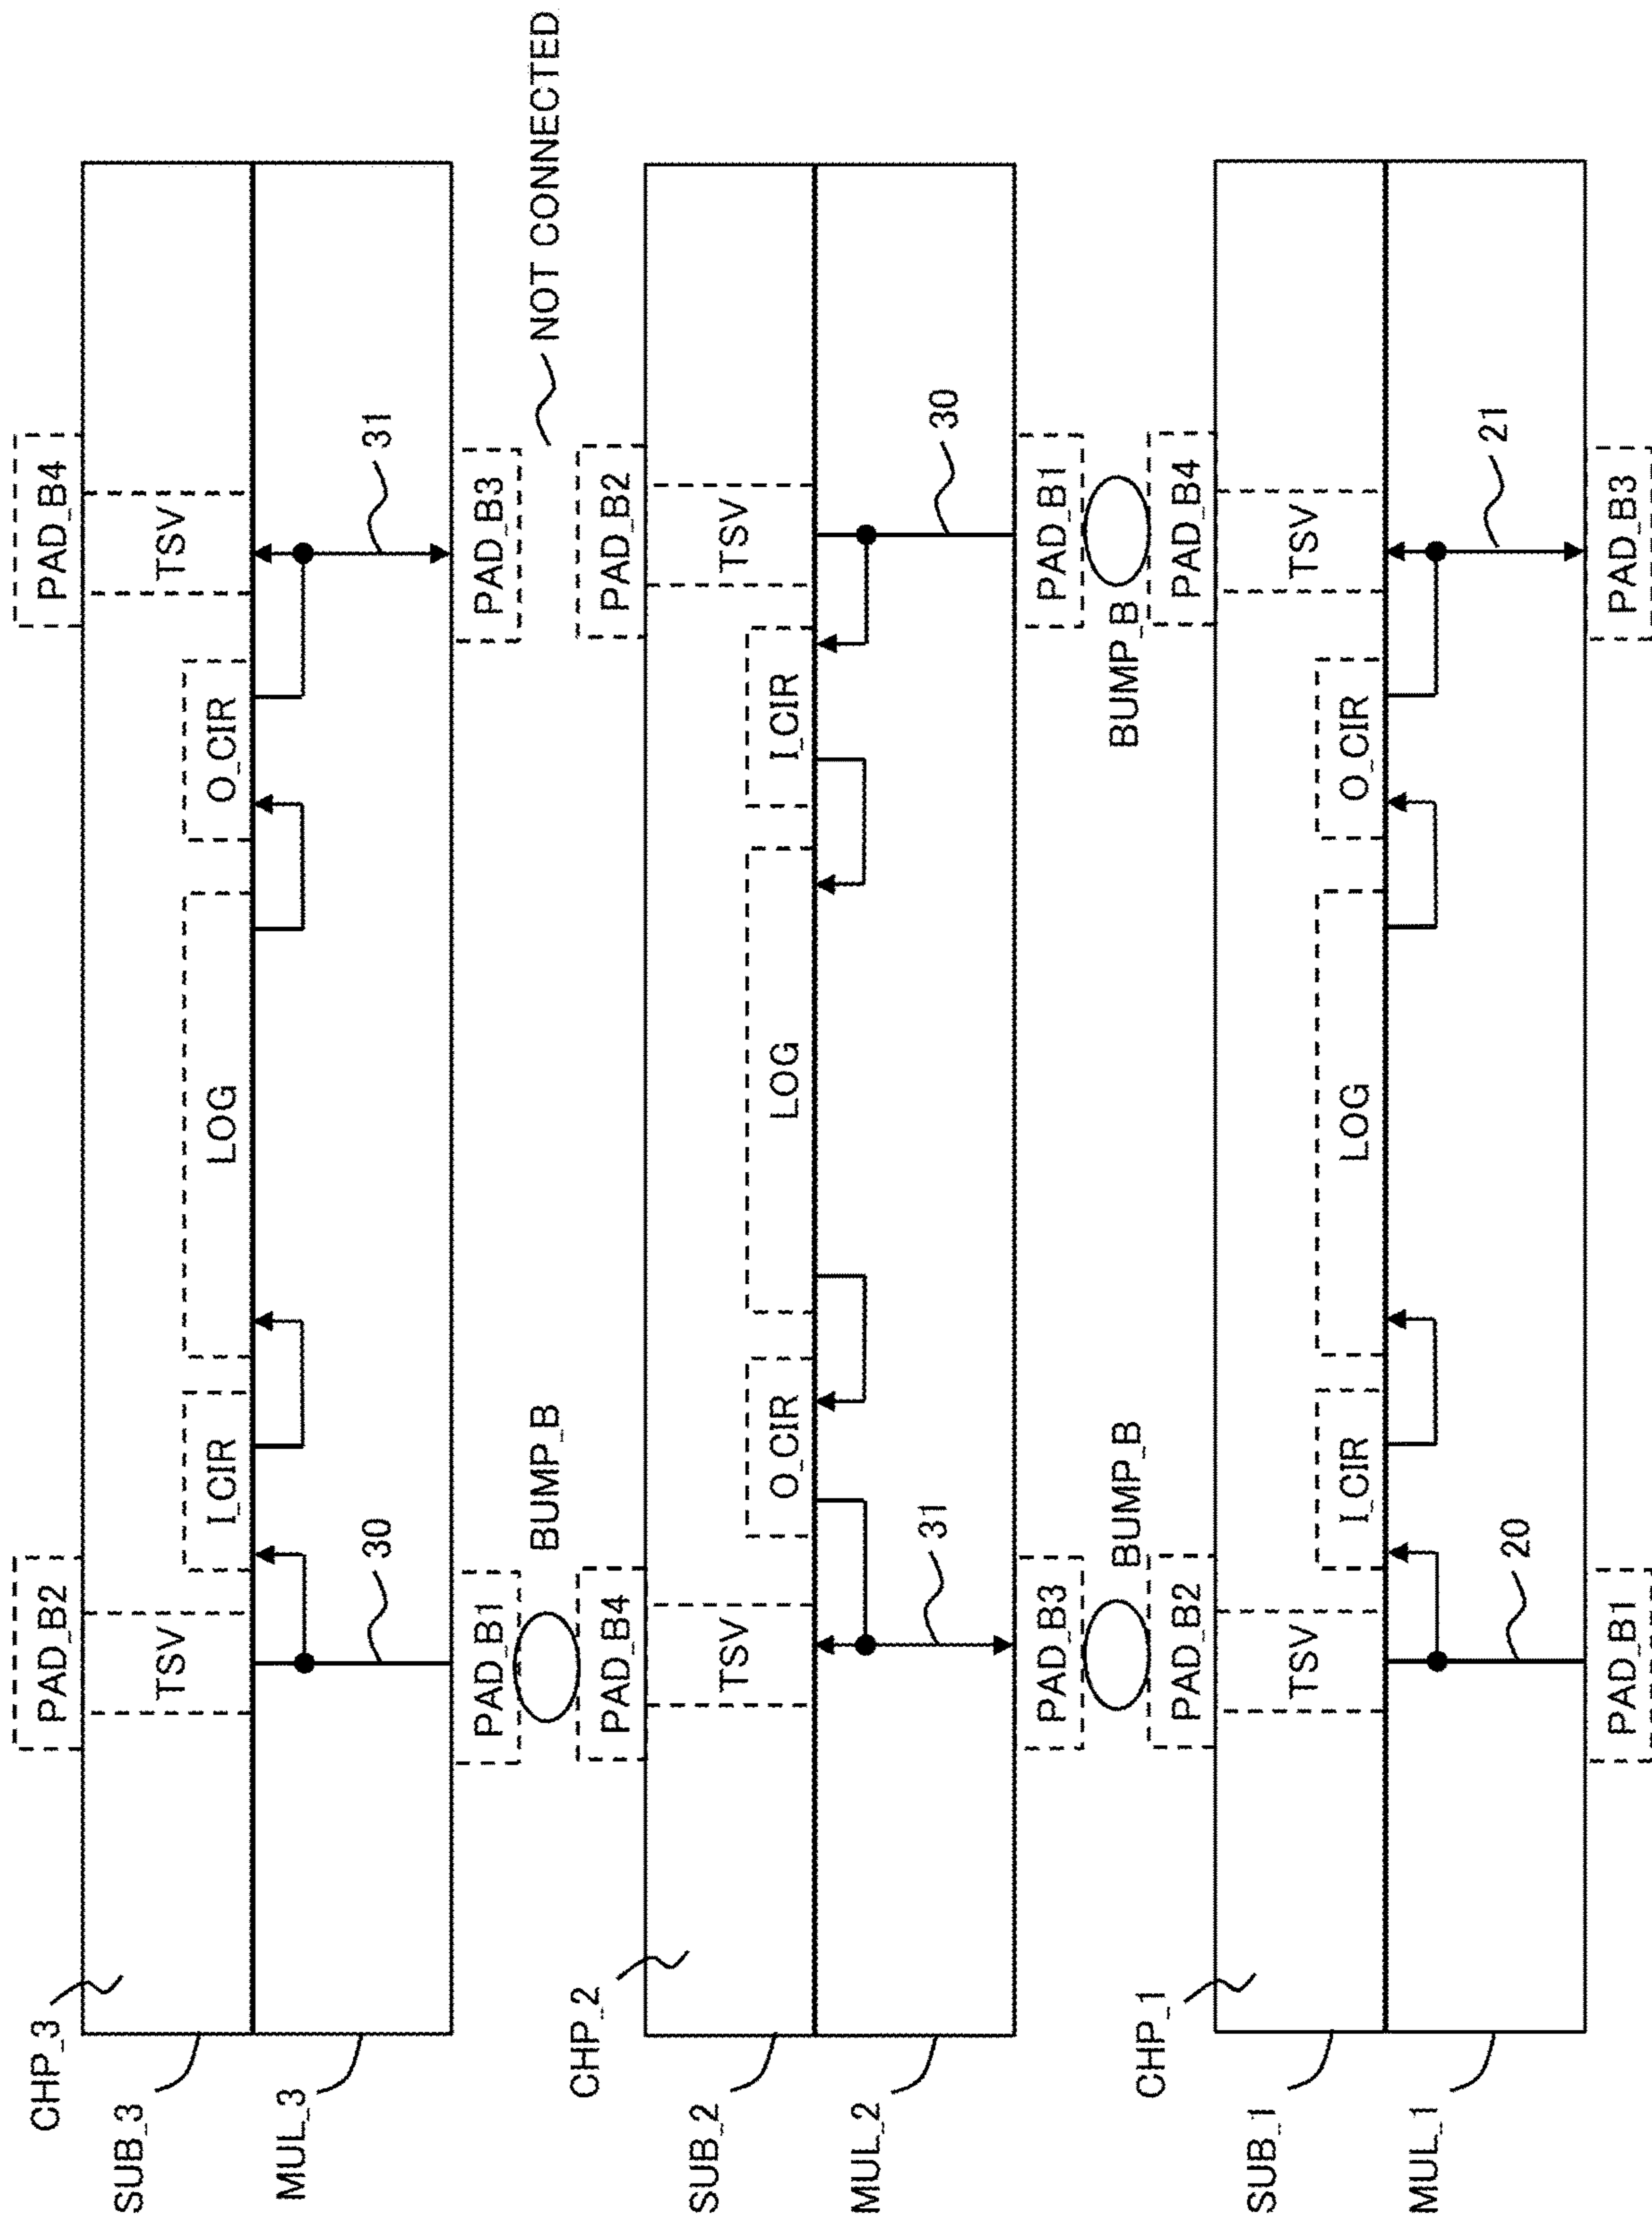 CHP_3
PAD_B2
PAD_B4
SUB_3
TSV
TSV
I_CIR
LOG
O_CIR
MUL_3
30
31
PAD_B1
PAD_B3
BUMP_B
NOT CONNECTED
CHP_2
PAD_B4
PAD_B2
SUB_2
TSV
TSV
O_CIR
LOG
I_CIR
MUL_2
31
30
PAD_B3
PAD_B1
BUMP_B
BUMP_B
CHP_1
PAD_B2
PAD_B4
SUB_1
TSV
TSV
I_CIR
LOG
O_CIR
MUL_1
20
21
PAD_B1
PAD_B3